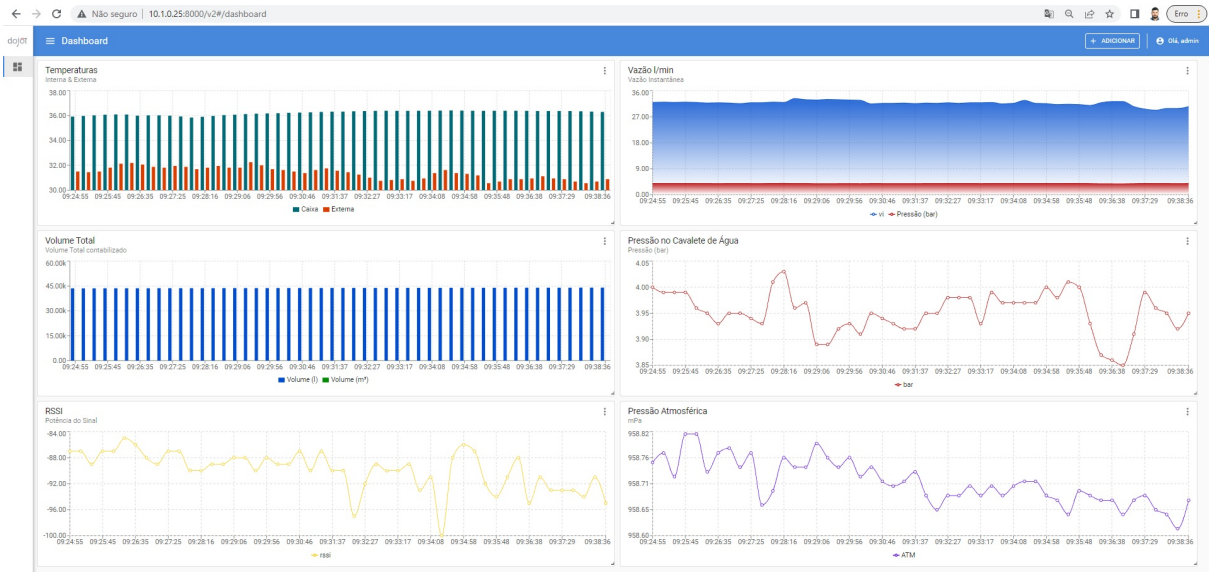 Não seguro | 10.1.0.25:8000/v2#/dashboard
Erro
dojot
Dashboard
+ ADICIONAR
Olá, admin
Temperaturas
Interna & Externa
38.00
36.00
34.00
32.00
30.00
09:24:55 09:25:45 09:26:35 09:27:25 09:28:16 09:29:06 09:29:56 09:30:46 09:31:37 09:32:27 09:33:17 09:34:08 09:34:58 09:35:48 09:36:38 09:37:29 09:38:36
Caixa Externa
Vazão l/min
Vazão Instantânea
36.00
27.00
18.00
9.00
0.00
09:24:55 09:25:45 09:26:35 09:27:25 09:28:16 09:29:06 09:29:56 09:30:46 09:31:37 09:32:27 09:33:17 09:34:08 09:34:58 09:35:48 09:36:38 09:37:29 09:38:36
vi Pressão (bar)
Volume Total
Volume Total contabilizado
60.00k
45.00k
30.00k
15.00k
0.00
09:24:55 09:25:45 09:26:35 09:27:25 09:28:16 09:29:06 09:29:56 09:30:46 09:31:37 09:32:27 09:33:17 09:34:08 09:34:58 09:35:48 09:36:38 09:37:29 09:38:36
Volume (l) Volume (m³)
Pressão no Cavalete de Água
Pressão (bar)
4.05
4.00
3.95
3.90
3.85
09:24:55 09:25:45 09:26:35 09:27:25 09:28:16 09:29:06 09:29:56 09:30:46 09:31:37 09:32:27 09:33:17 09:34:08 09:34:58 09:35:48 09:36:38 09:37:29 09:38:36
bar
RSSI
Potência do Sinal
-84.00
-88.00
-92.00
-96.00
-100.00
09:24:55 09:25:45 09:26:35 09:27:25 09:28:16 09:29:06 09:29:56 09:30:46 09:31:37 09:32:27 09:33:17 09:34:08 09:34:58 09:35:48 09:36:38 09:37:29 09:38:36
rssi
Pressão Atmosférica
mPa
958.82
958.76
958.71
958.65
958.60
09:24:55 09:25:45 09:26:35 09:27:25 09:28:16 09:29:06 09:29:56 09:30:46 09:31:37 09:32:27 09:33:17 09:34:08 09:34:58 09:35:48 09:36:38 09:37:29 09:38:36
ATM